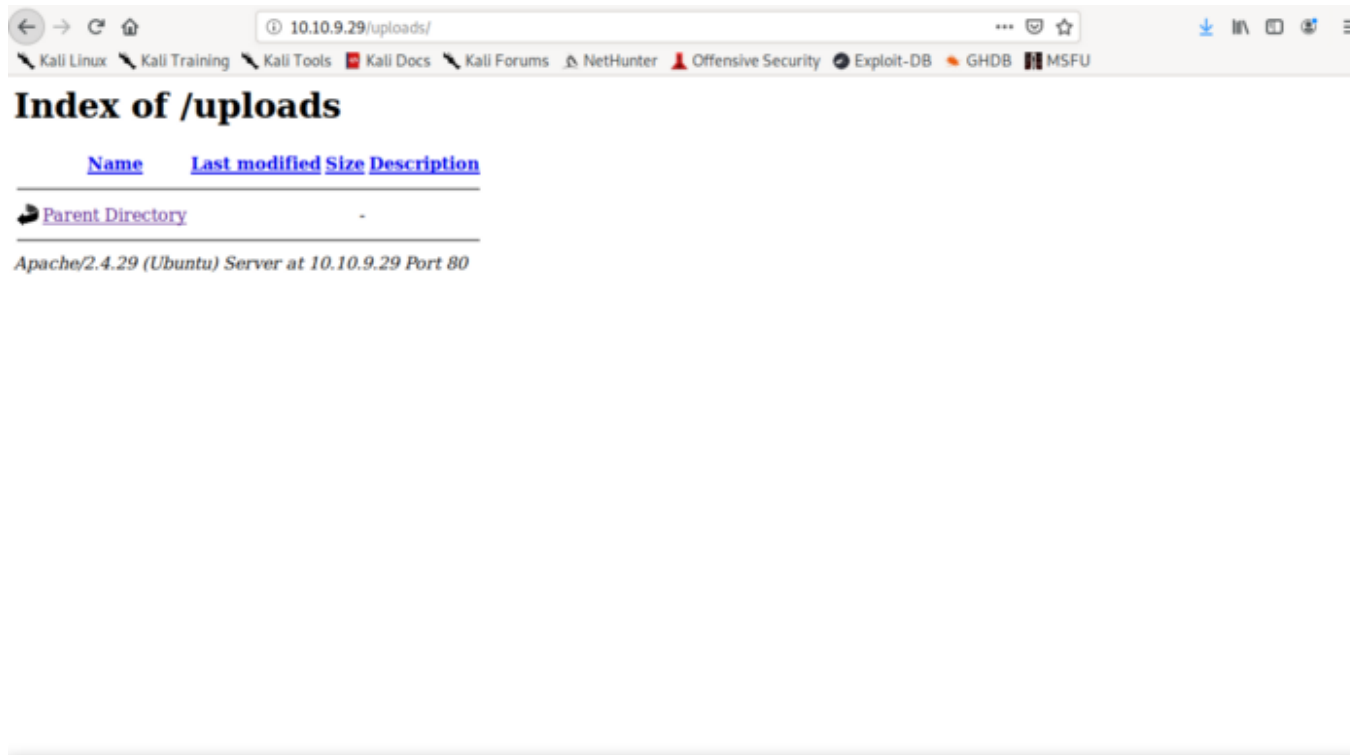 10.10.9.29/uploads/
Kali Linux Kali Training Kali Tools Kali Docs Kali Forums NetHunter Offensive Security Exploit-DB GHDB MSFU
Index of /uploads
Name Last modified Size Description
Parent Directory -
Apache/2.4.29 (Ubuntu) Server at 10.10.9.29 Port 80